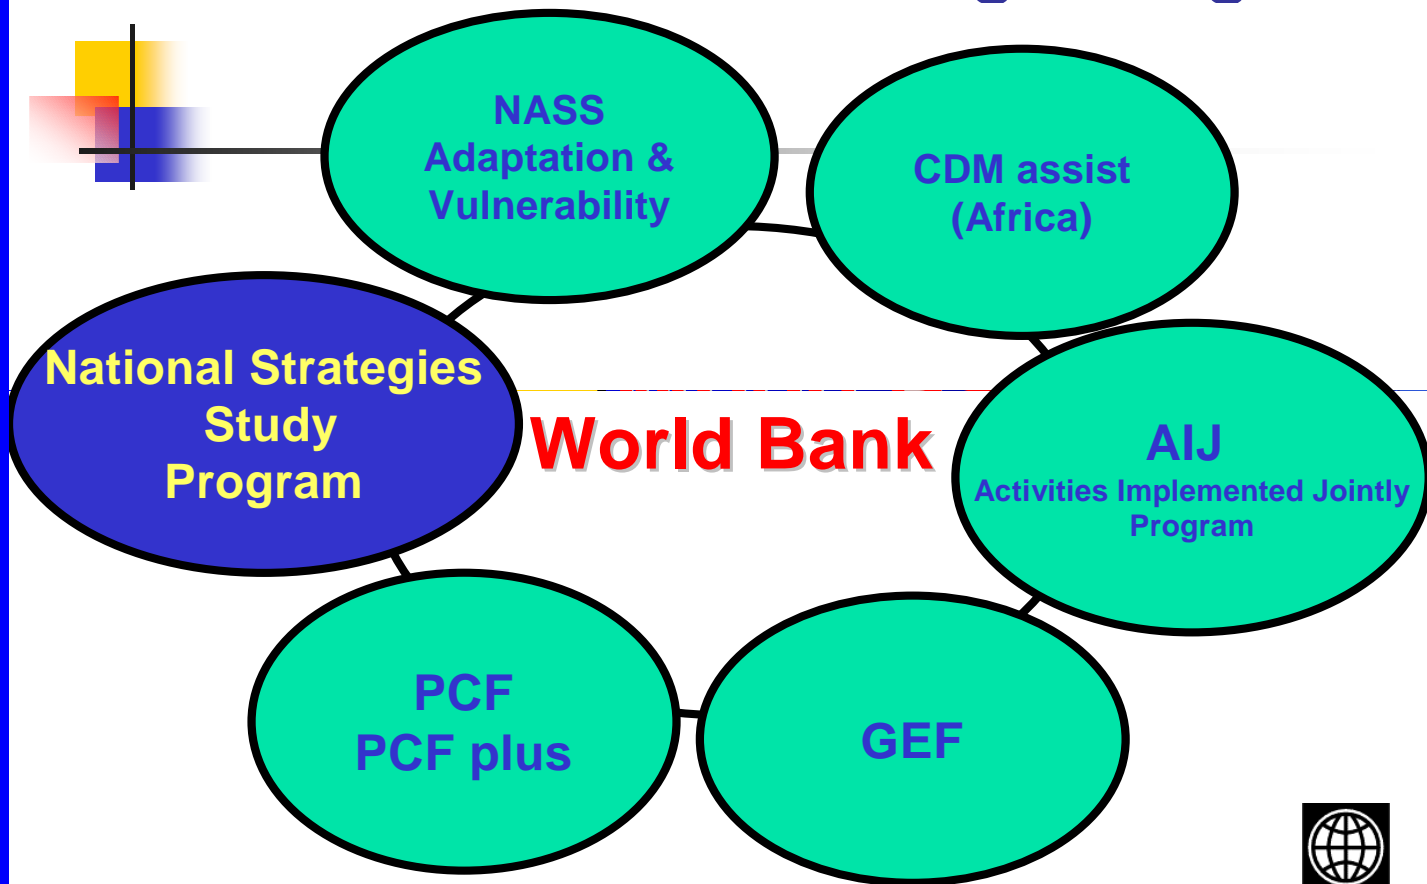 NASS
Adaptation &
Vulnerability
CDM assist
(Africa)
National Strategies
Study
Program
World Bank
AIJ
Activities Implemented Jointly
Program
PCF
PCF plus
GEF